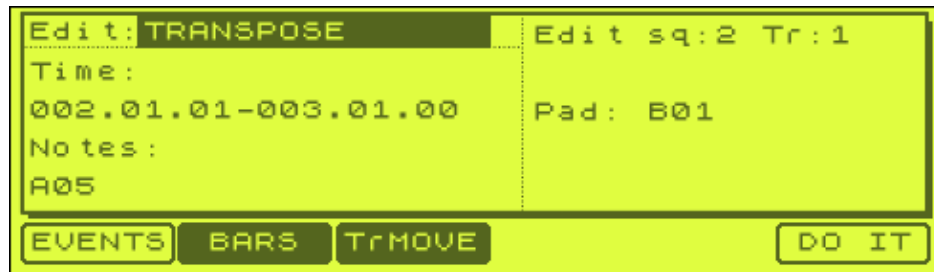 Edit:TRANSPOSE
Time:
002.01.01-003.01.00
Notes:
A05
Edit sq:2 Tr:1
Pad: B01
EVENTS BARS TrMOVE DO IT